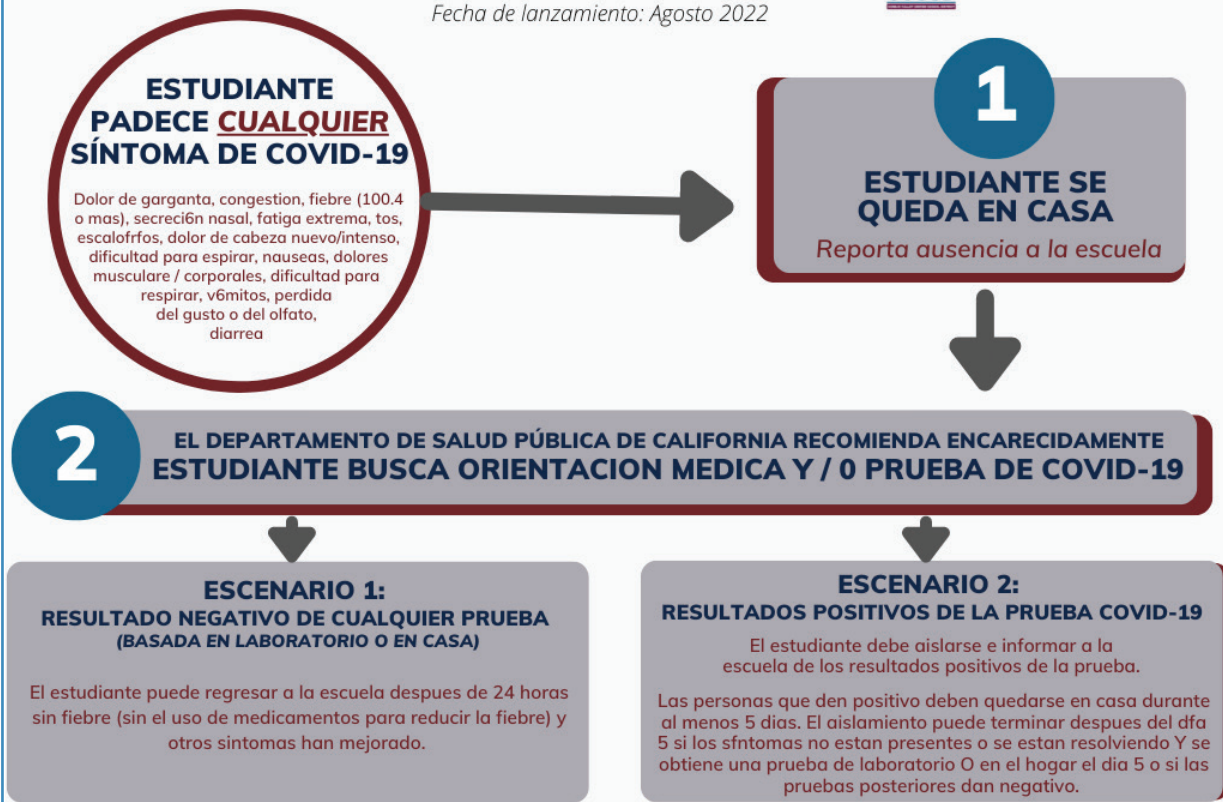 Fecha de lanzamiento: Agosto 2022
ESTUDIANTE
PADECE CUALQUIER
SÍNTOMA DE COVID-19
Dolor de garganta, congestion, fiebre (100.4
o mas), secreci6n nasal, fatiga extrema, tos,
escalofrfos, dolor de cabeza nuevo/intenso,
dificultad para espirar, nauseas, dolores
musculare / corporales, dificultad para
respirar, v6mitos, perdida
del gusto o del olfato,
diarrea
1
ESTUDIANTE SE
QUEDA EN CASA
Reporta ausencia a la escuela
2
EL DEPARTAMENTO DE SALUD PÚBLICA DE CALIFORNIA RECOMIENDA ENCARECIDAMENTE
ESTUDIANTE BUSCA ORIENTACION MEDICA Y / 0 PRUEBA DE COVID-19
ESCENARIO 1:
RESULTADO NEGATIVO DE CUALQUIER PRUEBA
(BASADA EN LABORATORIO O EN CASA)
El estudiante puede regresar a la escuela despues de 24 horas
sin fiebre (sin el uso de medicamentos para reducir la fiebre) y
otros sintomas han mejorado.
ESCENARIO 2:
RESULTADOS POSITIVOS DE LA PRUEBA COVID-19
El estudiante debe aislarse e informar a la
escuela de los resultados positivos de la prueba.
Las personas que den positivo deben quedarse en casa durante
al menos 5 dias. El aislamiento puede terminar despues del dfa
5 si los sfntomas no estan presentes o se estan resolviendo Y se
obtiene una prueba de laboratorio O en el hogar el dia 5 o si las
pruebas posteriores dan negativo.